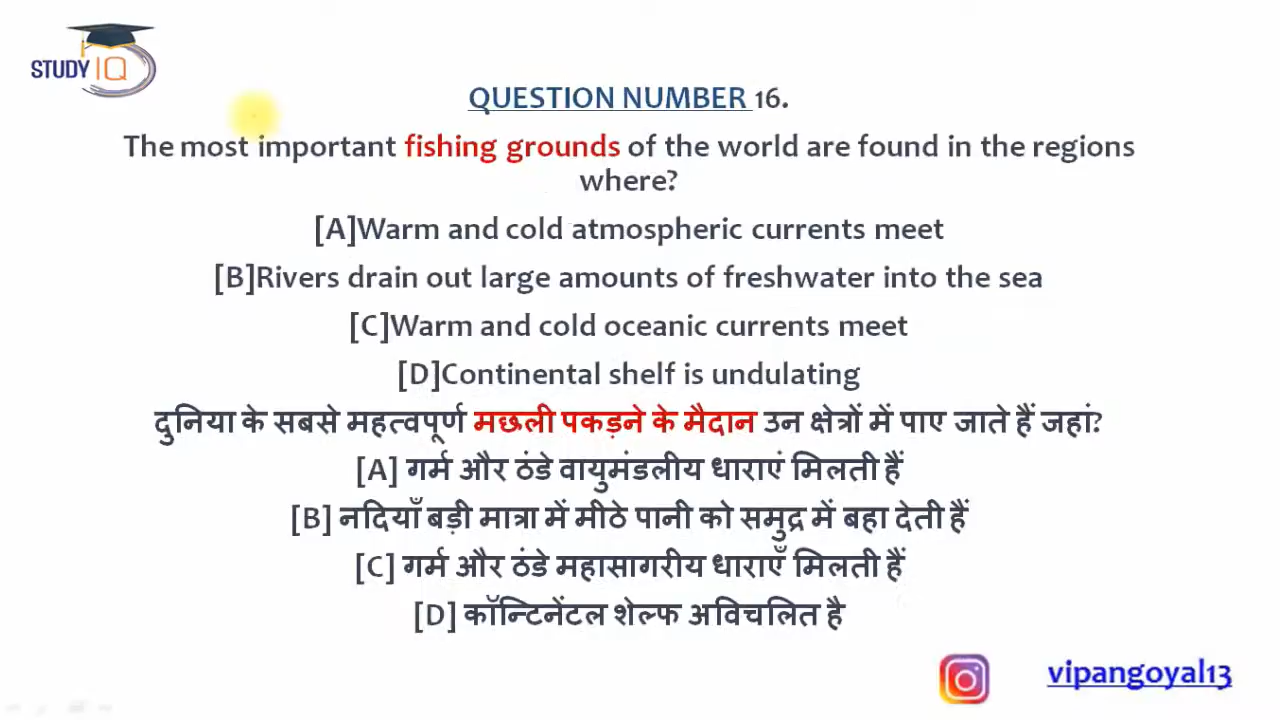 STUDY IQ
QUESTION NUMBER 16.
The most important fishing grounds of the world are found in the regions
where?
[A]Warm and cold atmospheric currents meet
[B]Rivers drain out large amounts of freshwater into the sea
[C]Warm and cold oceanic currents meet
[D]Continental shelf is undulating
दुनिया के सबसे महत्वपूर्ण मछली पकड़ने के मैदान उन क्षेत्रों में पाए जाते हैं जहां?
[A] गर्म और ठंडे वायुमंडलीय धाराएं मिलती हैं
[B] नदियाँ बड़ी मात्रा में मीठे पानी को समुद्र में बहा देती हैं
[C] गर्म और ठंडे महासागरीय धाराएँ मिलती हैं
[D] कॉन्टिनेंटल शेल्फ अविचलित है
vipangoyal13